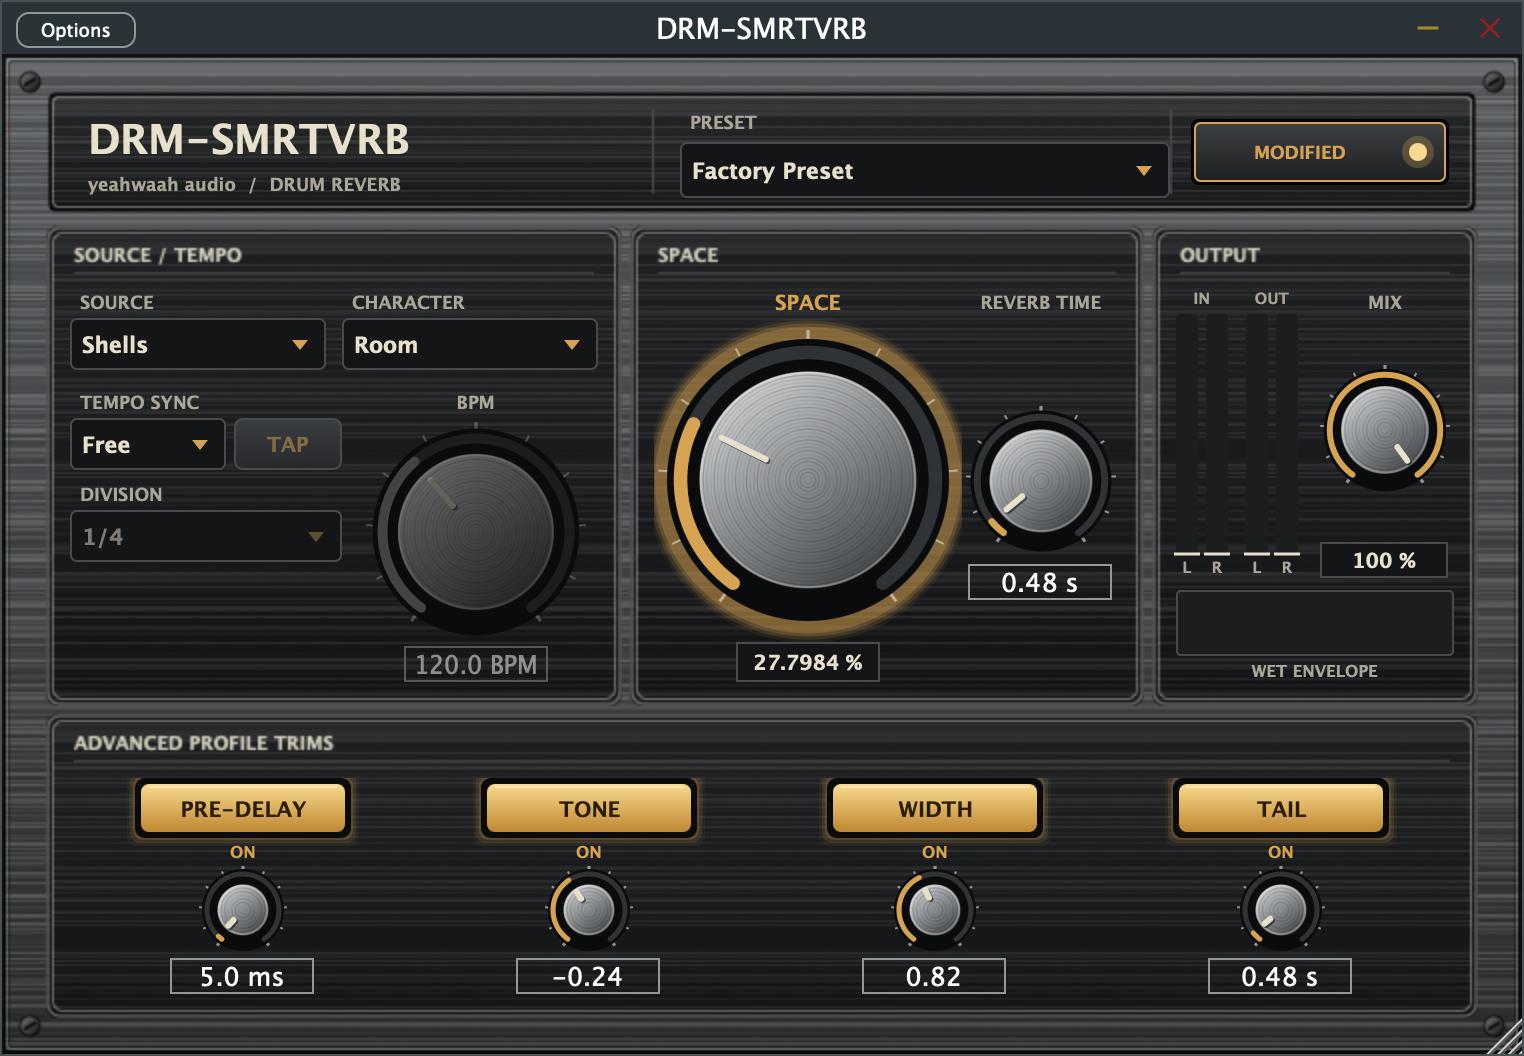 Options
DRM-SMRTVRB
DRM-SMRTVRB
yeahwaah audio / DRUM REVERB
PRESET
Factory Preset
MODIFIED
SOURCE / TEMPO
SOURCE
Shells
CHARACTER
Room
TEMPO SYNC
Free
TAP
BPM
DIVISION
1/4
120.0 BPM
SPACE
SPACE
27.7984 %
REVERB TIME
0.48 s
OUTPUT
IN
OUT
L R L R
MIX
100 %
WET ENVELOPE
ADVANCED PROFILE TRIMS
PRE-DELAY
ON
5.0 ms
TONE
ON
-0.24
WIDTH
ON
0.82
TAIL
ON
0.48 s